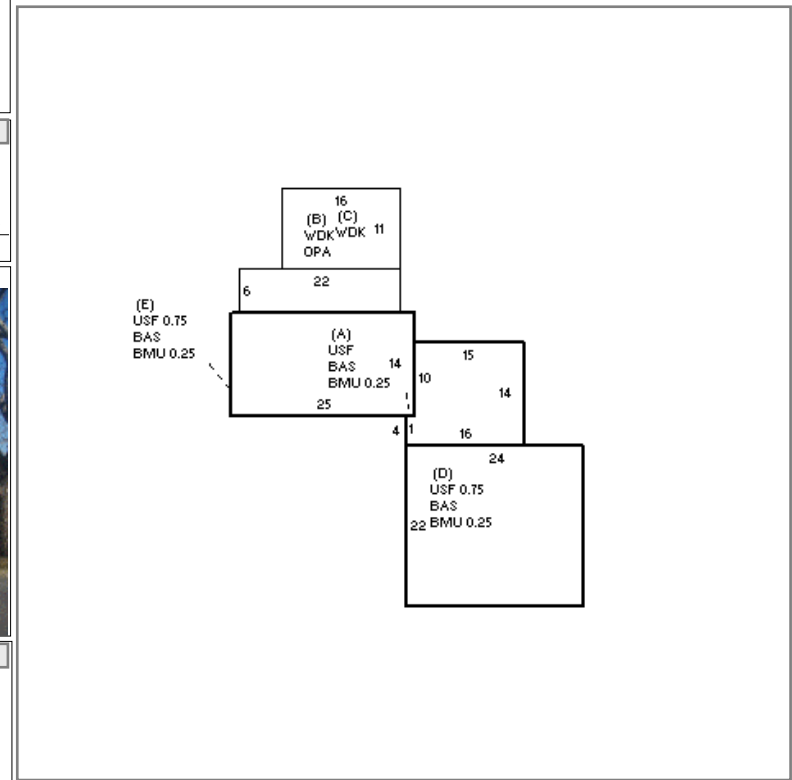 16
(B) (C)
WDK WDK 11
OPA
22
6
(E)
USF 0.75
BAS
BMU 0.25
(A)
USF
BAS 14
BMU 0.25
25
15
10
14
4 1
16
24
(D)
USF 0.75
BAS
22 BMU 0.25